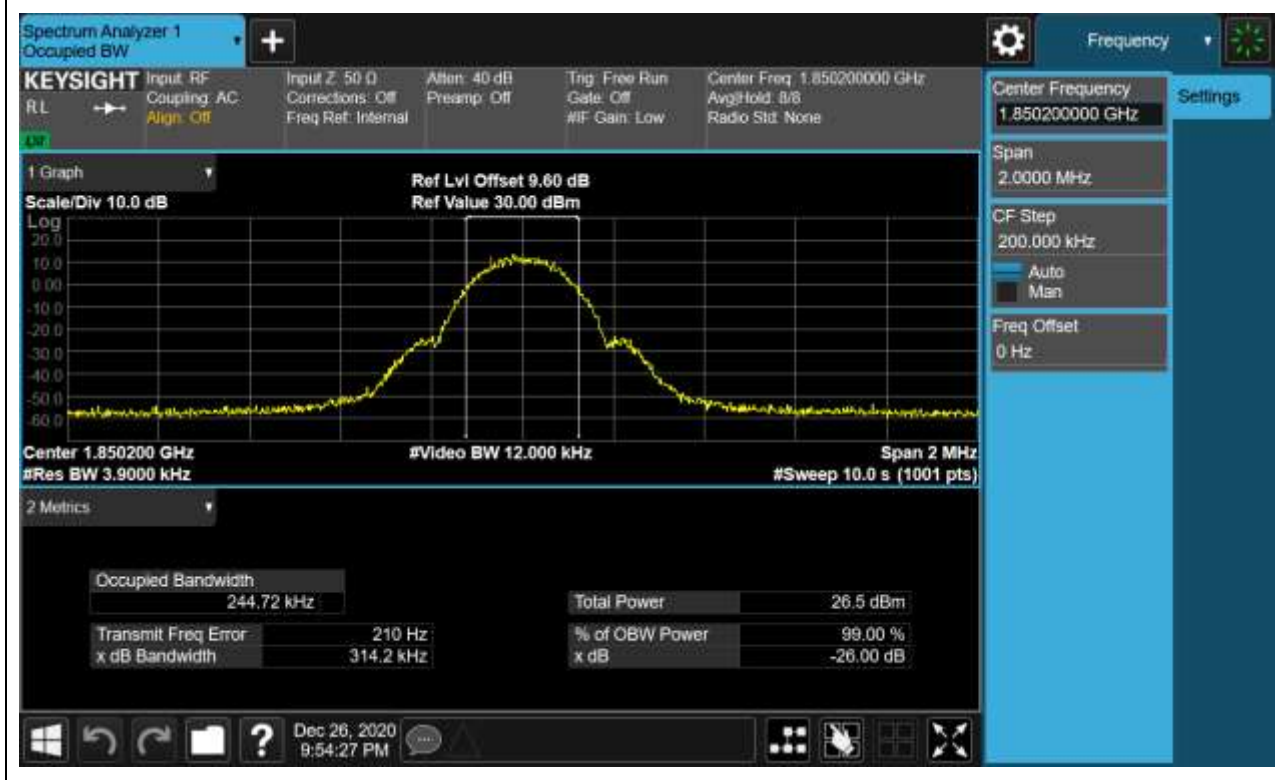 Spectrum Analyzer 1
Occupied BW
Frequency
KEYSIGHT
RL
Input: RF
Coupling: AC
Align: Off
Input Z: 50 Ω
Corrections: Off
Freq Ref: Internal
Atten: 40 dB
Preamp: Off
Trig: Free Run
Gate: Off
#IF Gain: Low
Center Freq: 1.850200000 GHz
Avg|Hold: 8/8
Radio Std: None
Center Frequency
1.850200000 GHz
Settings
Span
2.0000 MHz
CF Step
200.000 kHz
Auto
Man
Freq Offset
0 Hz
1 Graph
Ref Lvl Offset 9.60 dB
Scale/Div 10.0 dB
Ref Value 30.00 dBm
Log
20.0
10.0
0.00
-10.0
-20.0
-30.0
-40.0
-50.0
-60.0
Center 1.850200 GHz
#Video BW 12.000 kHz
Span 2 MHz
#Res BW 3.9000 kHz
#Sweep 10.0 s (1001 pts)
2 Metrics
Occupied Bandwidth
244.72 kHz
Total Power 26.5 dBm
Transmit Freq Error 210 Hz
% of OBW Power 99.00 %
x dB Bandwidth 314.2 kHz
x dB -26.00 dB
?
Dec 26, 2020
9:54:27 PM